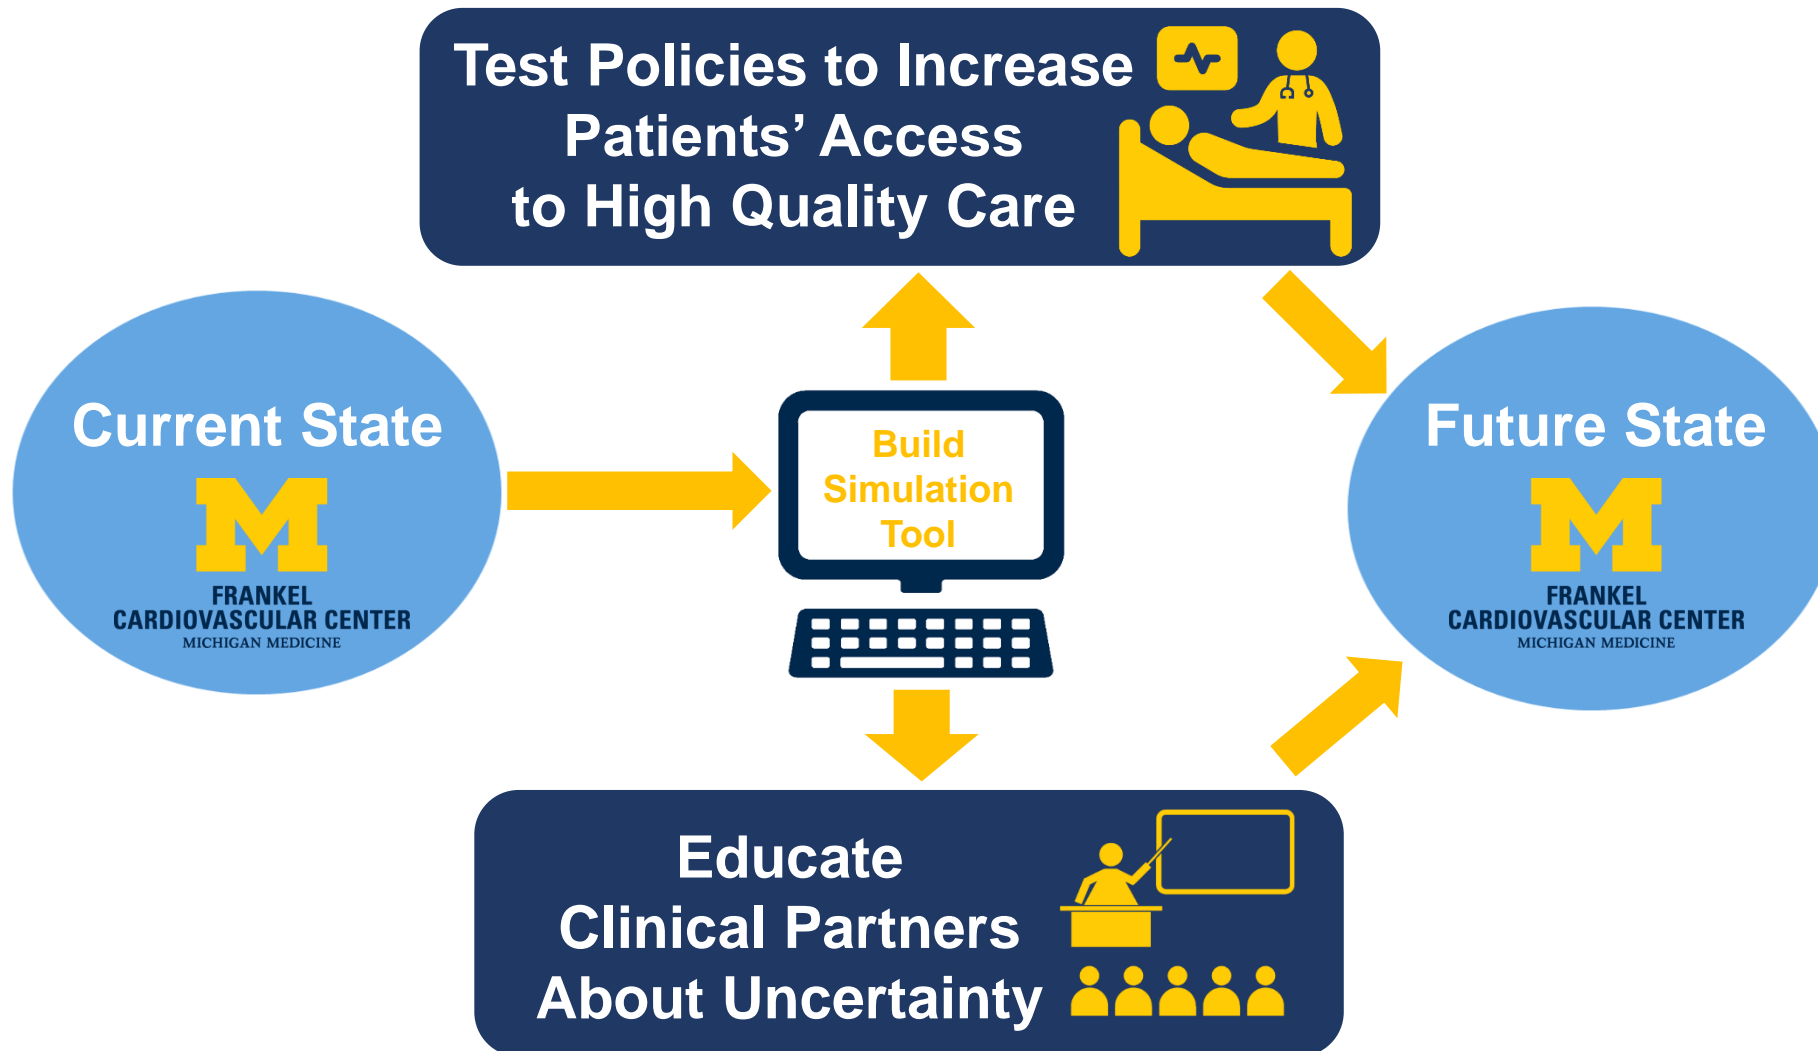 Test Policies to Increase
Patients’ Access
to High Quality Care
Current State
M
FRANKEL
CARDIOVASCULAR CENTER
MICHIGAN MEDICINE
Build
Simulation
Tool
Future State
M
FRANKEL
CARDIOVASCULAR CENTER
MICHIGAN MEDICINE
Educate
Clinical Partners
About Uncertainty